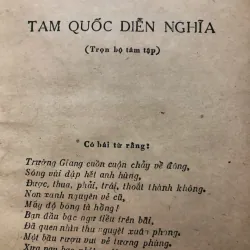 TAM QUỐC DIỄN NGHĨA
(Trọn bộ tám tập)
Có bài từ rằng!
Trường Giang cuồn cuộn chảy về đông,
Sóng vùi dập hết anh hùng,
Được, thua, phải, trái, thoắt thành không,
Non xanh nguyên vẻ cũ,
Mấy độ bóng tà hồng!
Bạn đầu bạc ngư tiều trên bãi,
Đã quen nhìn thu nguyệt xuân phong,
Một bầu rượu vui vẻ tương phùng,